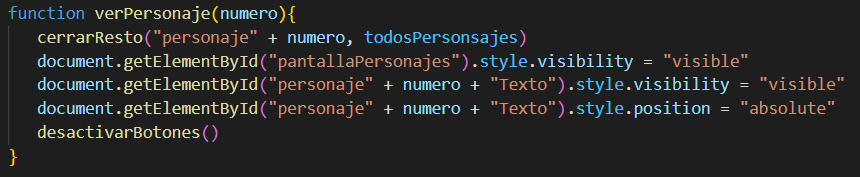 function verPersonaje(numero){
cerrarResto("personaje" + numero, todosPersonsajes)
document.getElementById("pantallaPersonajes").style.visibility = "visible"
document.getElementById("personaje" + numero + "Texto").style.visibility = "visible"
document.getElementById("personaje" + numero + "Texto").style.position = "absolute"
desactivarBotones()
}